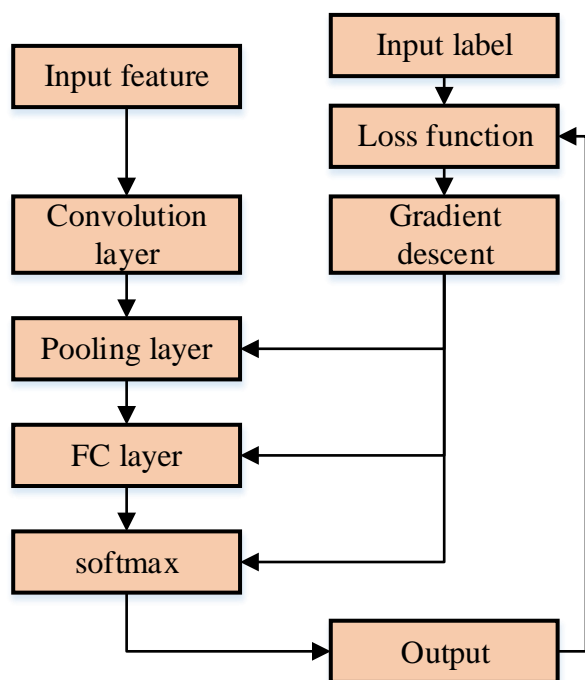 Input feature
Convolution
layer
Pooling layer
FC layer
softmax
Input label
Loss function
Gradient
descent
Output